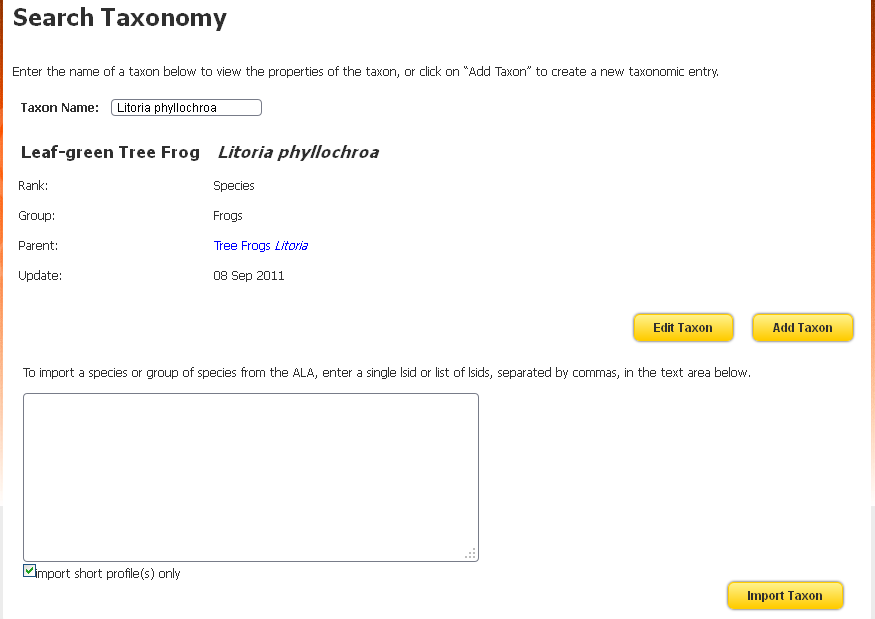 Search Taxonomy
Enter the name of a taxon below to view the properties of the taxon, or click on “Add Taxon” to create a new taxonomic entry.
Taxon Name: Litoria phyllochroa
Leaf-green Tree Frog Litoria phyllochroa
Rank: Species
Group: Frogs
Parent: Tree Frogs Litoria
Update: 08 Sep 2011
Edit Taxon Add Taxon
To import a species or group of species from the ALA, enter a single lsid or list of lsids, separated by commas, in the text area below.
import short profile(s) only
Import Taxon